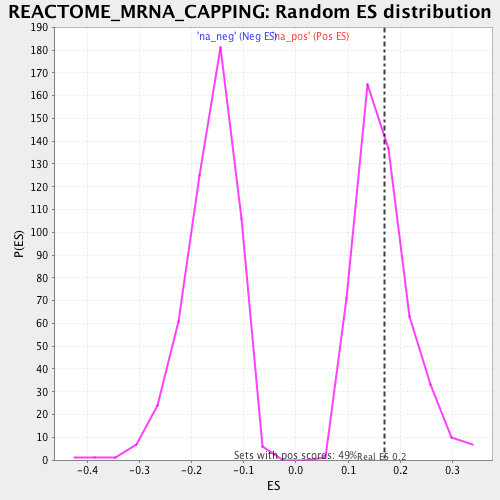 REACTOME_MRNA_CAPPING: Random ES distribution
'na_neg' (Neg ES) 'na_pos' (Pos ES)
190
180
170
160
150
140
130
120
110
100
90
80
70
60
50
40
30
20
10
0
P(ES)
Sets with pos scores: 49%
Real ES 0.2
-0.4 -0.3 -0.2 -0.1 0.0 0.1 0.2 0.3
ES